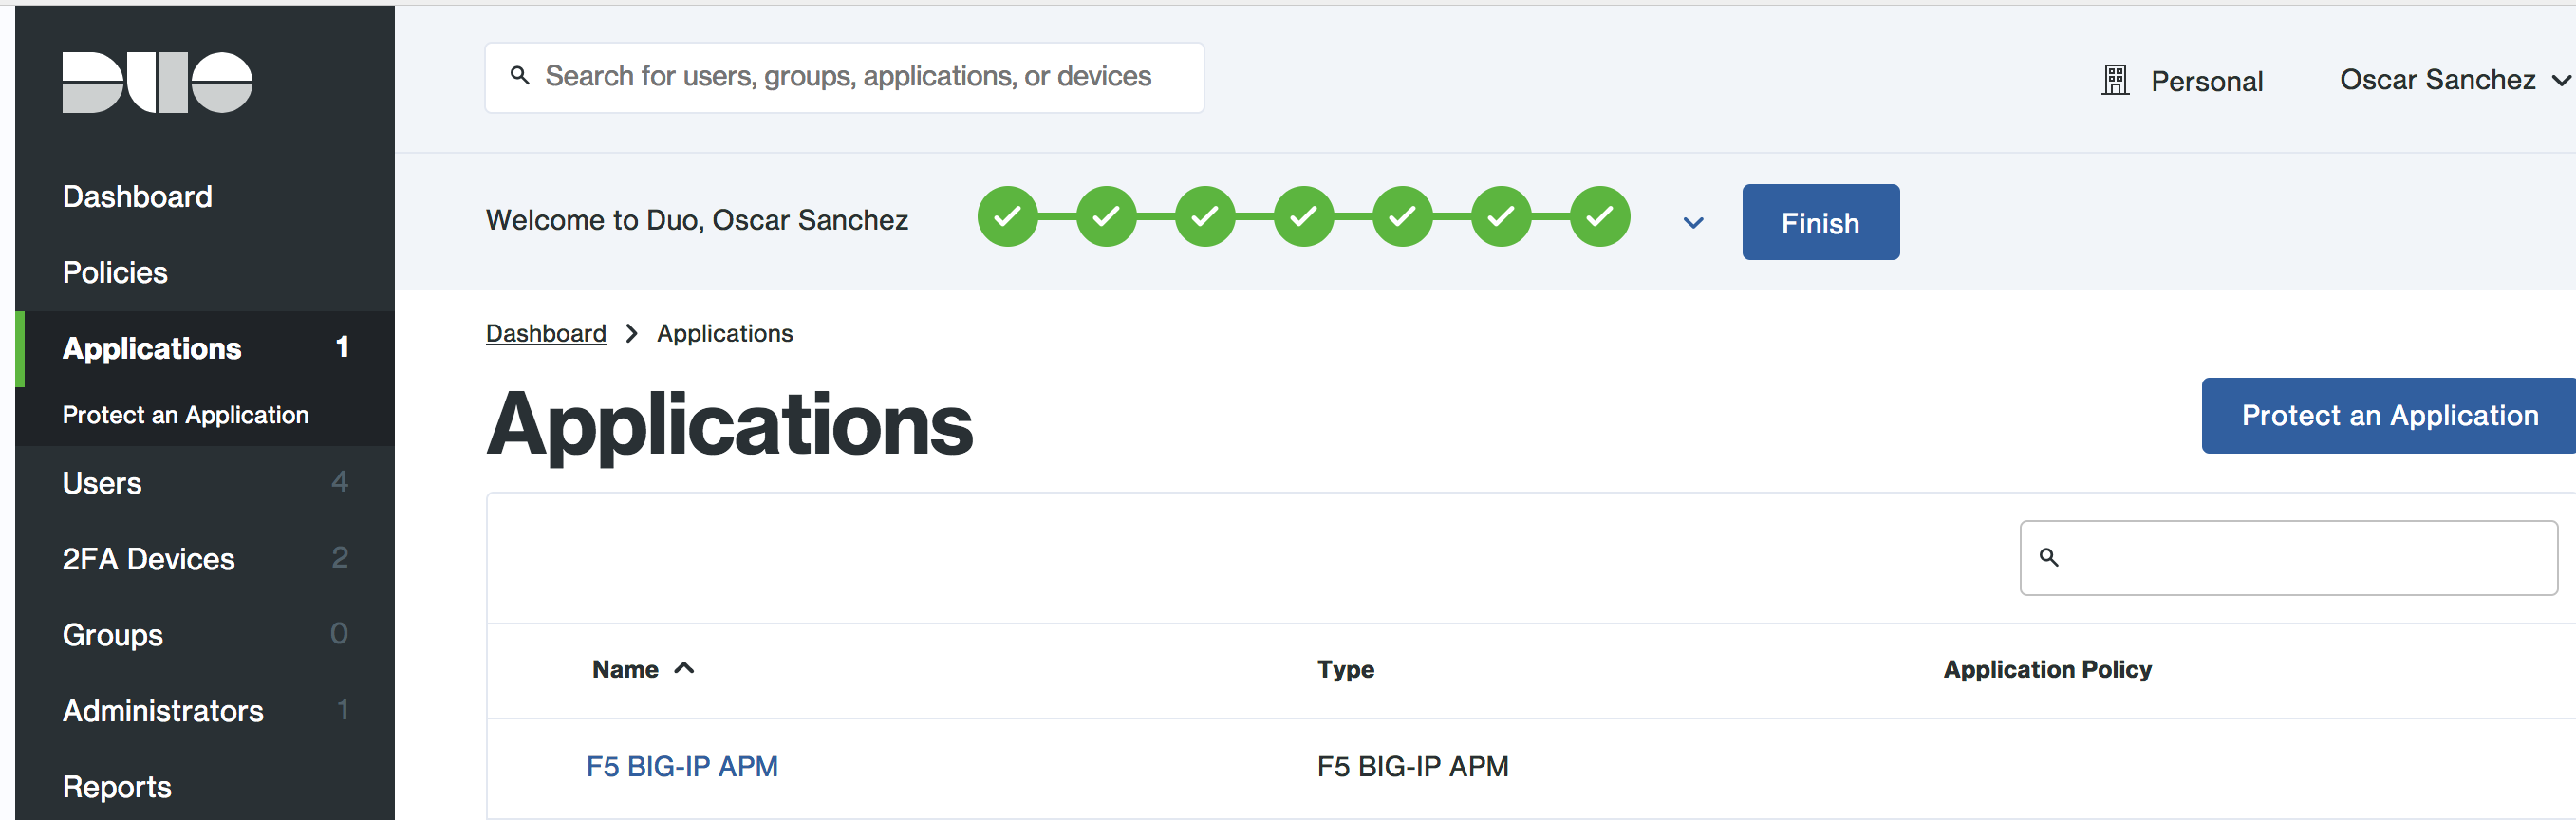 DUO
Search for users, groups, applications, or devices
Personal
Oscar Sanchez
Dashboard
Policies
Applications 1
Protect an Application
Users 4
2FA Devices 2
Groups 0
Administrators 1
Reports
Welcome to Duo, Oscar Sanchez
Finish
Dashboard > Applications
Applications
Protect an Application
Name Type Application Policy
F5 BIG-IP APM F5 BIG-IP APM